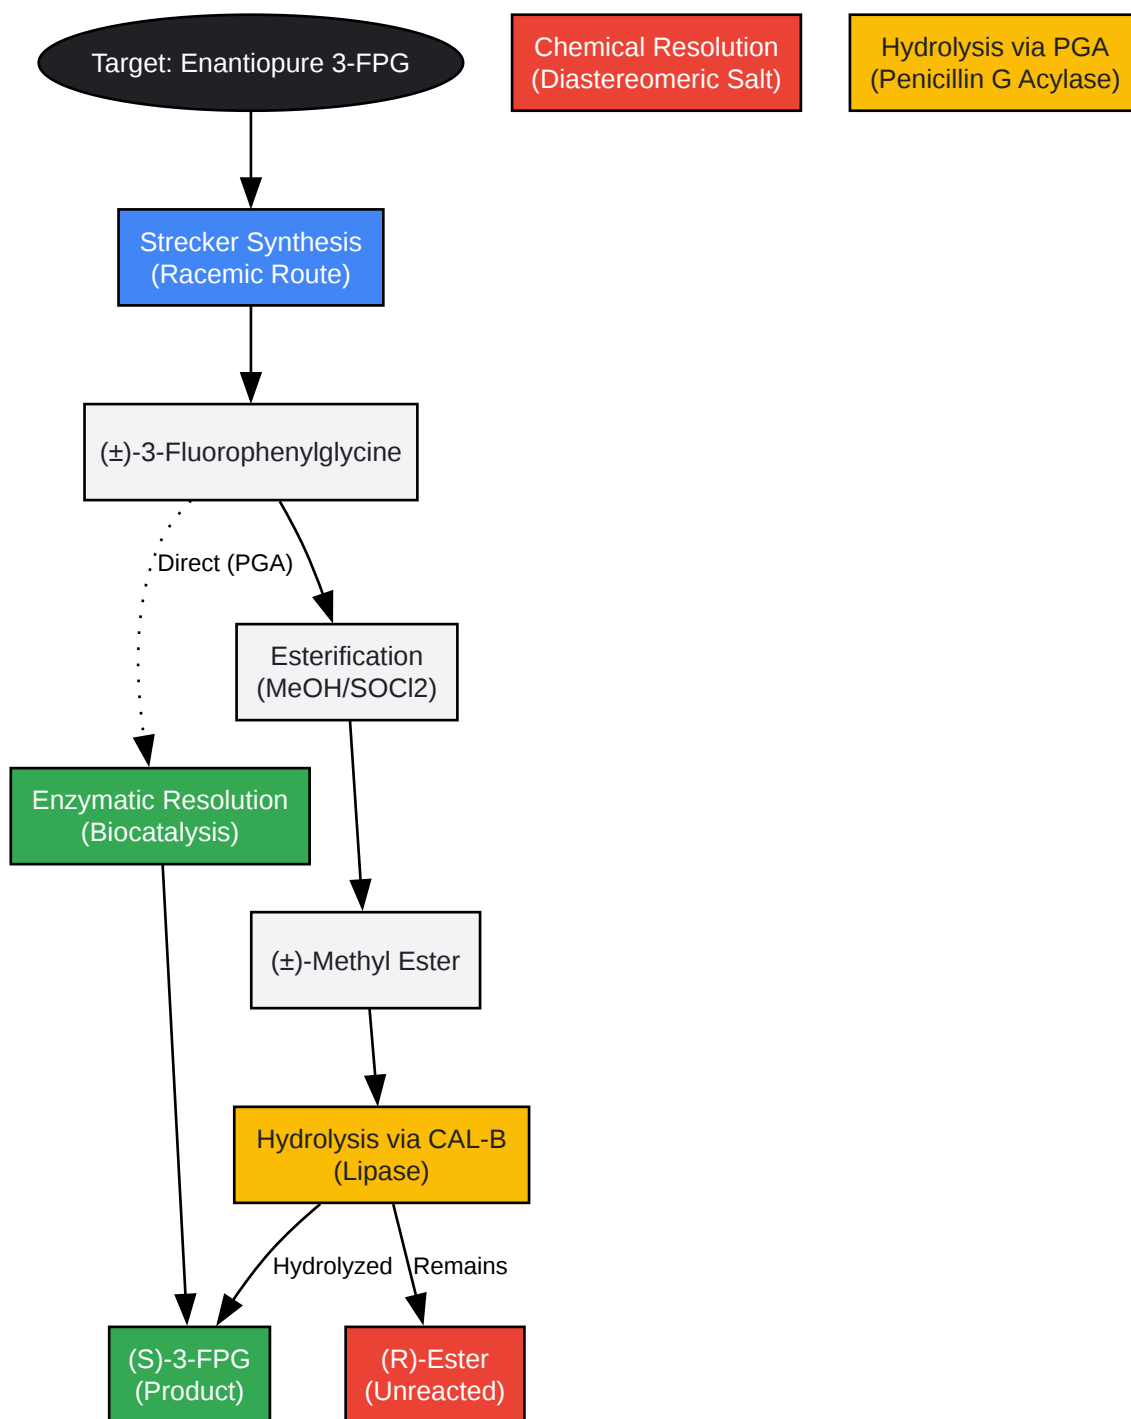 Target: Enantiopure 3-FPG
Chemical Resolution
(Diastereomeric Salt)
Hydrolysis via PGA
(Penicillin G Acylase)
Strecker Synthesis
(Racemic Route)
(±)-3-Fluorophenylglycine
Direct (PGA)
Esterification
(MeOH/SOCl2)
Enzymatic Resolution
(Biocatalysis)
(±)-Methyl Ester
Hydrolysis via CAL-B
(Lipase)
Hydrolyzed
Remains
(S)-3-FPG
(Product)
(R)-Ester
(Unreacted)